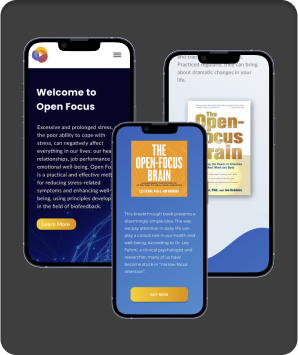 Welcome to
Open Focus
Excessive and prolonged stress,
the poor ability to cope with
stress, can negatively affect
everything in our lives: our hea
relationships, job performance
emotional well-being. Open Fo
is a practical and effective met
for reducing stress-related
symptoms and enhancing well-
being, using principles develop
in the field of biofeedback.
Learn More
Practiced regularly, they can bring
about dramatic changes in your
life.
The
Open-
Focus
Brain
THE
OPEN-FOCUS
BRAIN
This breakthrough book presents a
disarmingly simple idea: The way
we pay attention in daily life can
play a critical role in our health and
well-being. According to Dr. Les
Fehmi, a clinical psychologist and
researcher, many of us have
become stuck in "narrow-focus
attention"
BUY NOW